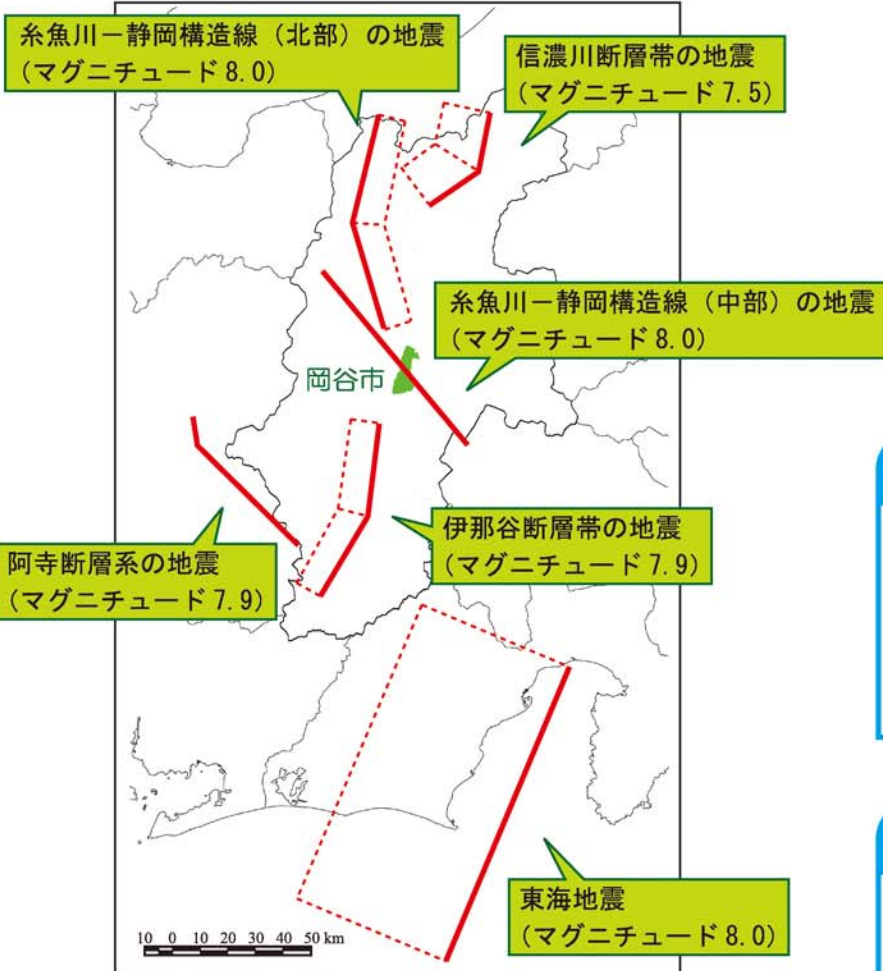 糸魚川－静岡構造線（北部）の地震
（マグニチュード8.0）
信濃川断層帯の地震
（マグニチュード7.5）
糸魚川－静岡構造線（中部）の地震
（マグニチュード8.0）
岡谷市
伊那谷断層帯の地震
（マグニチュード7.9）
阿寺断層系の地震
（マグニチュード7.9）
東海地震
（マグニチュード8.0）
10 0 10 20 30 40 50 km